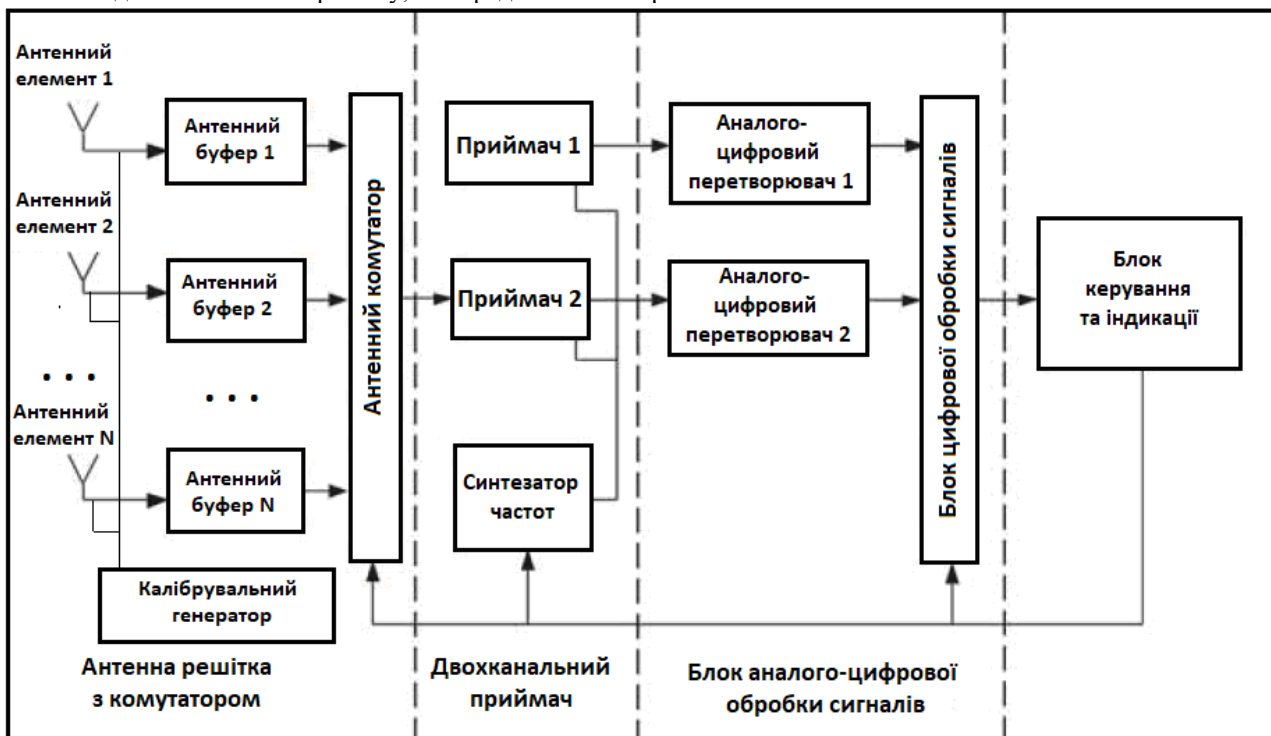 Антенний
елемент 1
Антенний
буфер 1
Антенний
елемент 2
Антенний
буфер 2
• • •
• • •
Антенний
елемент N
Антенний
буфер N
Калібрувальний
генератор
Антенний комутатор
Антенна решітка
з комутатором
Приймач 1
Приймач 2
Синтезатор
частот
Двохканальний
приймач
Аналого-
цифровий
перетворювач 1
Аналого-
цифровий
перетворювач 2
Блок цифрової обробки сигналів
Блок аналого-цифрової
обробки сигналів
Блок
керування
та індикації